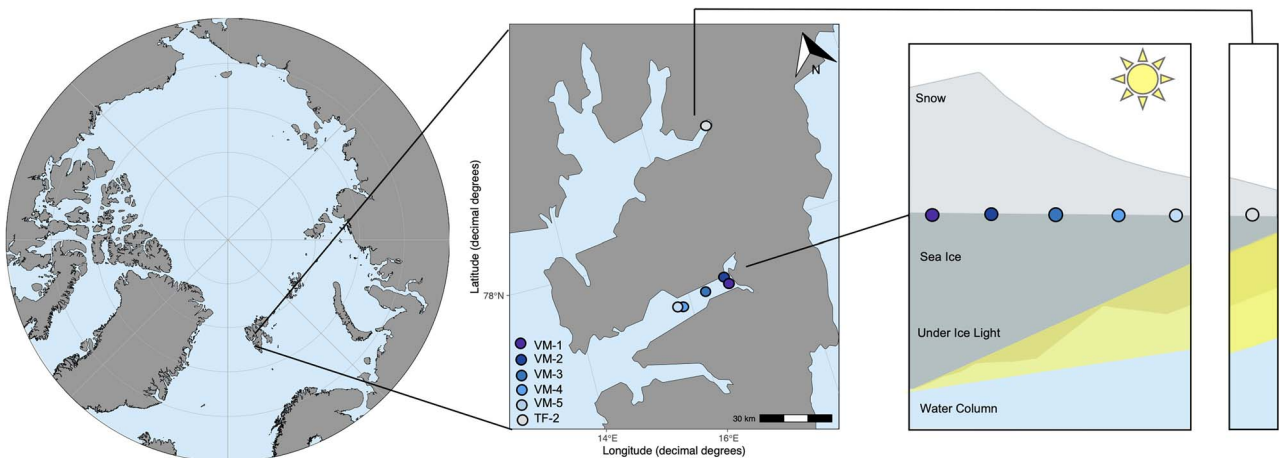 N
Latitude (decimal degrees)
78°N
VM-1
VM-2
VM-3
VM-4
VM-5
TF-2
30 km
14°E
16°E
Longitude (decimal degrees)
Snow
Sea Ice
Under Ice Light
Water Column